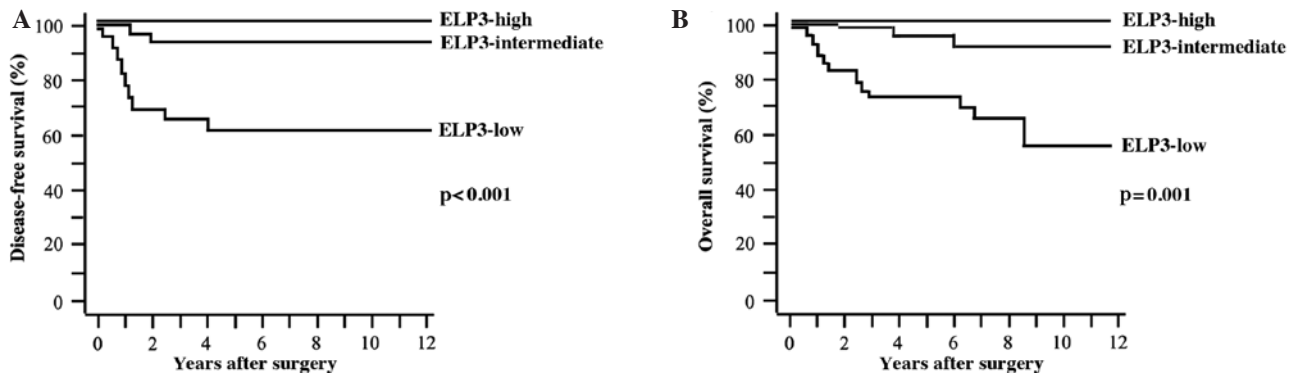 A
Disease-free survival (%)
100
80
60
40
20
0
0 2 4 6 8 10 12
Years after surgery
ELP3-high
ELP3-intermediate
ELP3-low
p<0.001
B
Overall survival (%)
100
80
60
40
20
0
0 2 4 6 8 10 12
Years after surgery
ELP3-high
ELP3-intermediate
ELP3-low
p=0.001